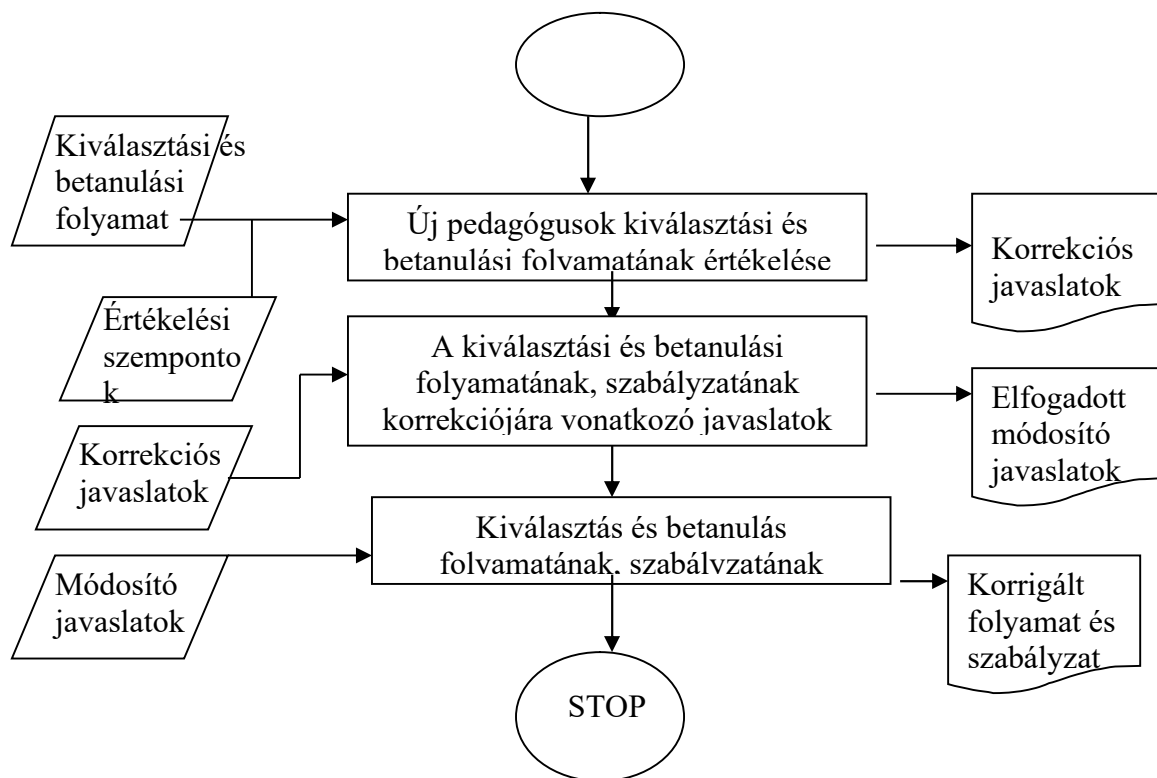 Kiválasztási és
betanulási
folyamat
Új pedagógusok kiválasztási és
betanulási folyamatának értékelése
Korrekciós
javaslatok
Értékelési
szemponto
k
A kiválasztási és betanulási
folyamatának, szabályzatának
korrekciójára vonatkozó javaslatok
Elfogadott
módosító
javaslatok
Korrekciós
javaslatok
Kiválasztás és betanulás
folyamatának, szabályzatának
Módosító
javaslatok
Korrigált
folyamat és
szabályzat
STOP